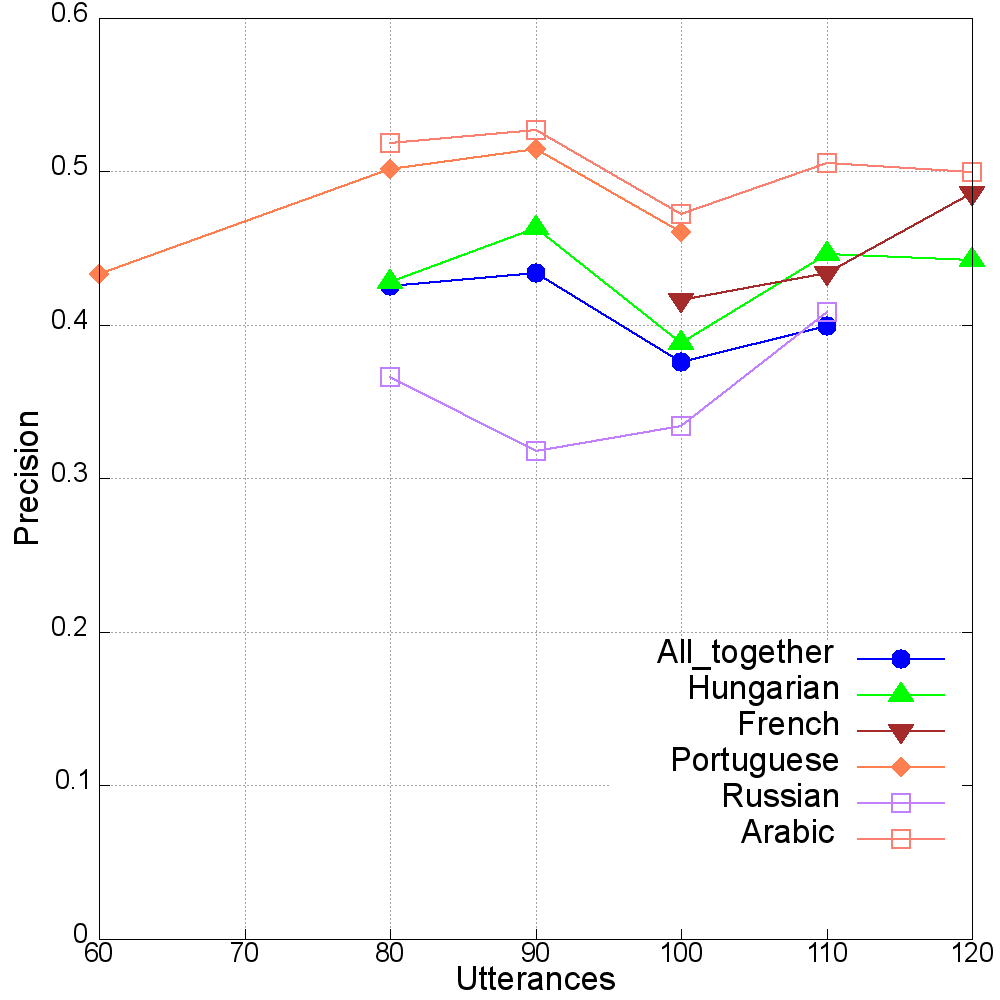 0.6
0.5
0.4
0.3
0.2
0.1
0
Precision
60 70 80 90 100 110 120
Utterances
All_together
Hungarian
French
Portuguese
Russian
Arabic